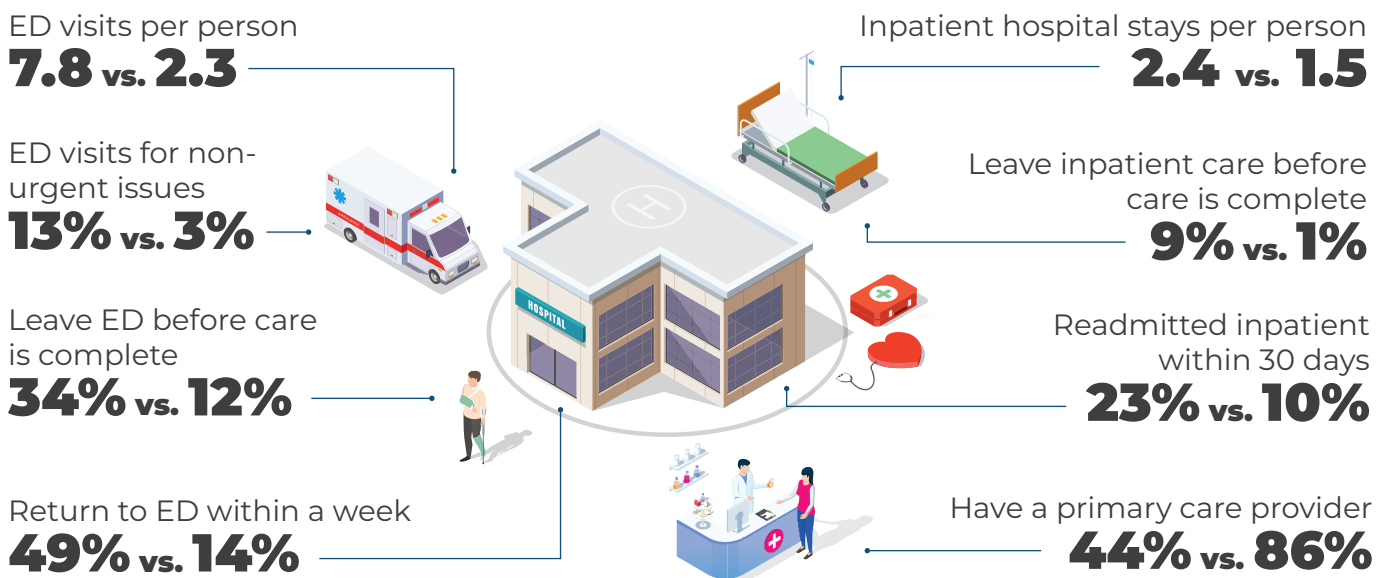 ED visits per person
7.8 vs. 2.3
ED visits for non-
urgent issues
13% vs. 3%
Leave ED before care
is complete
34% vs. 12%
Return to ED within a week
49% vs. 14%
HOSPITAL
H
Inpatient hospital stays per person
2.4 vs. 1.5
Leave inpatient care before
care is complete
9% vs. 1%
Readmitted inpatient
within 30 days
23% vs. 10%
Have a primary care provider
44% vs. 86%